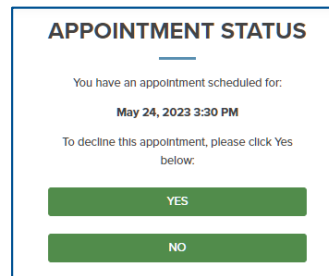 APPOINTMENT STATUS
You have an appointment scheduled for:
May 24, 2023 3:30 PM
To decline this appointment, please click Yes
below:
YES
NO